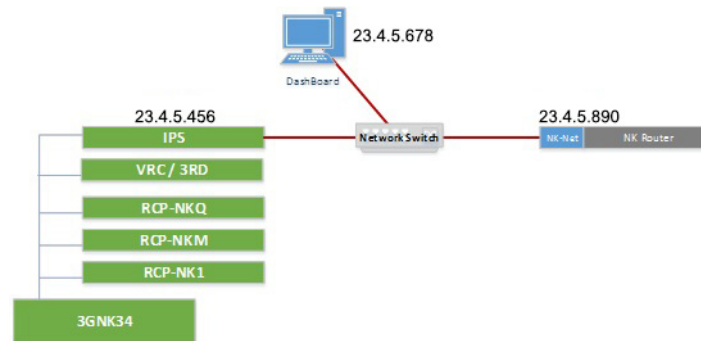 23.4.5.678
DashBoard
23.4.5.456
23.4.5.890
IPS
Network Switch
NK-Net
NK Router
VRC / 3RD
RCP-NKQ
RCP-NKM
RCP-NK1
3GNK34